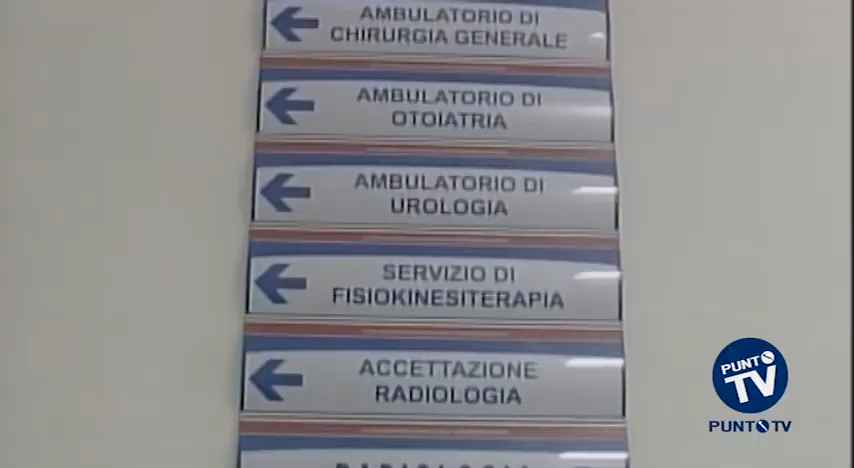 AMBULATORIO DI
CHIRURGIA GENERALE
AMBULATORIO DI
OTOIATRIA
AMBULATORIO DI
UROLOGIA
SERVIZIO DI
FISIOKINESITERAPIA
ACCETTAZIONE
RADIOLOGIA
PUNTO
TV
PUNTO TV